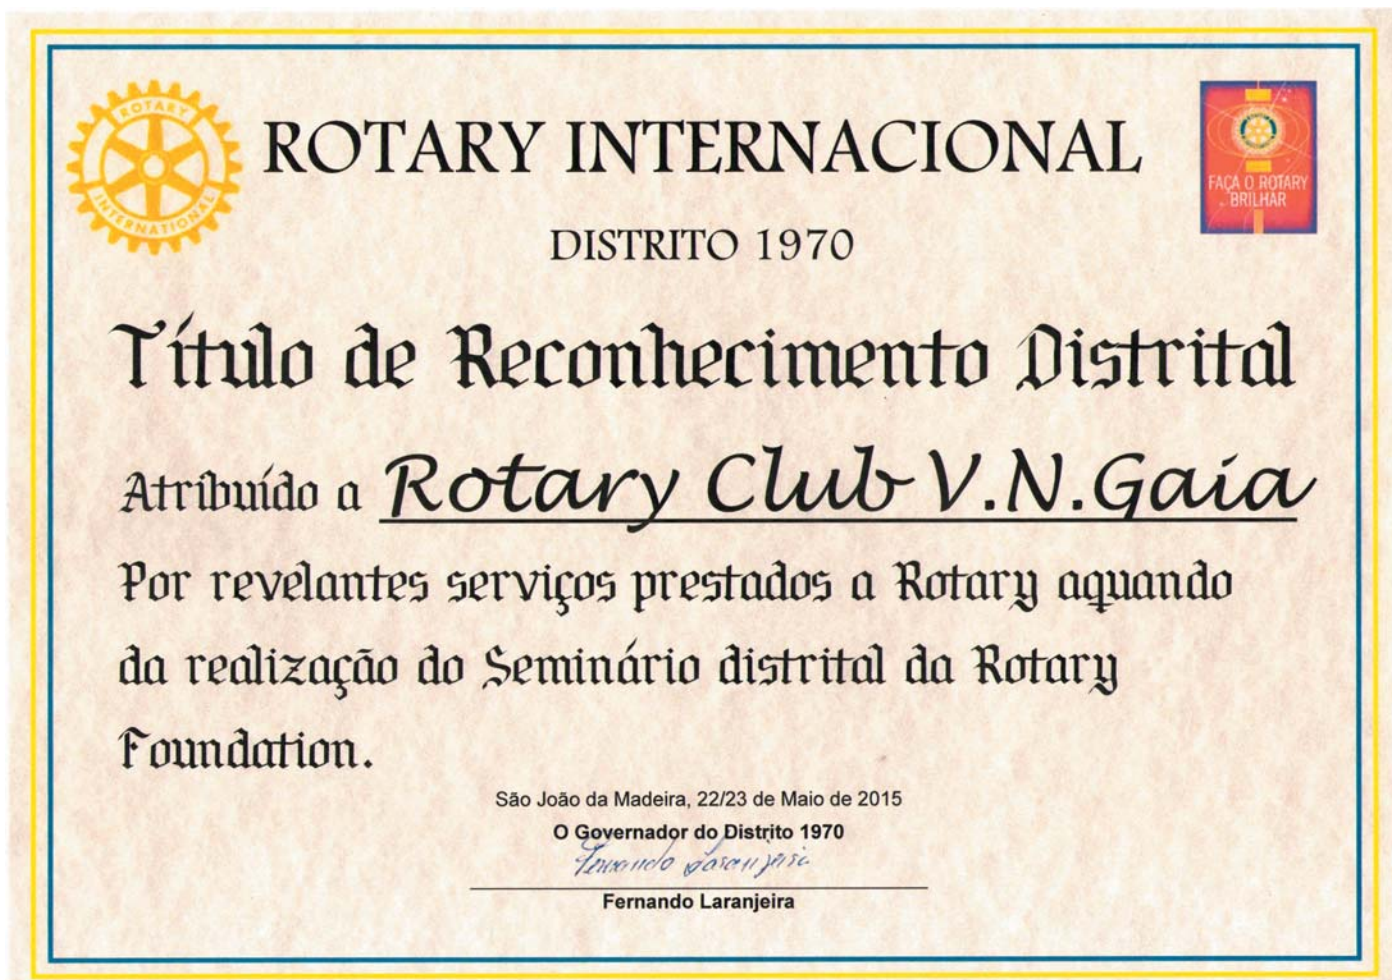 ROTARY INTERNATIONAL
ROTARY INTERNACIONAL
FAÇA O ROTARY
BRILHAR
DISTRITO 1970
Título de Reconhecimento Distrital
Atribuído a Rotary Club V.N.Gaia
Por revelantes serviços prestados a Rotary aquando
da realização do Seminário distrital da Rotary
Foundation.
São João da Madeira, 22/23 de Maio de 2015
O Governador do Distrito 1970
Fernando Laranjeira
Fernando Laranjeira